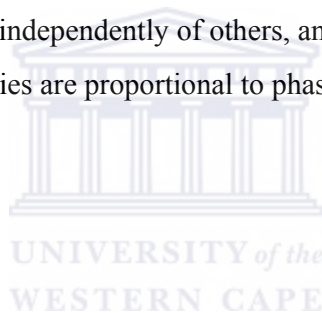 independently of others, an
ies are proportional to phas
UNIVERSITY of the
WESTERN CAPE